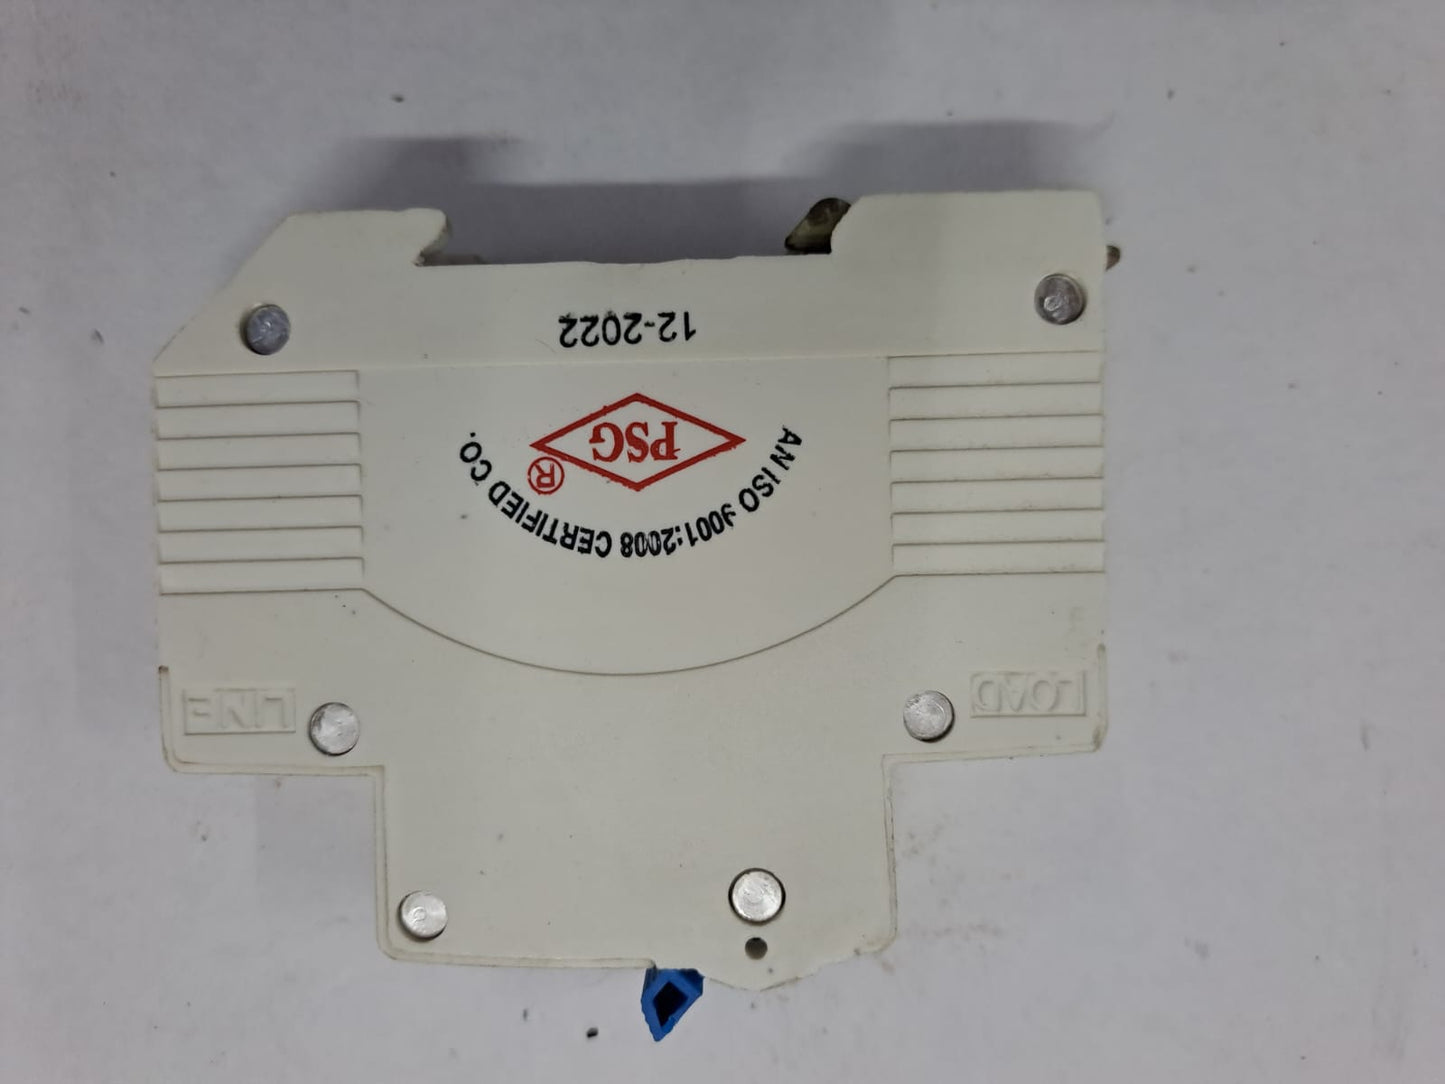 LOAD
LINE
AN ISO 9001:2008 CERTIFIED CO.
PSG
®
12-2022